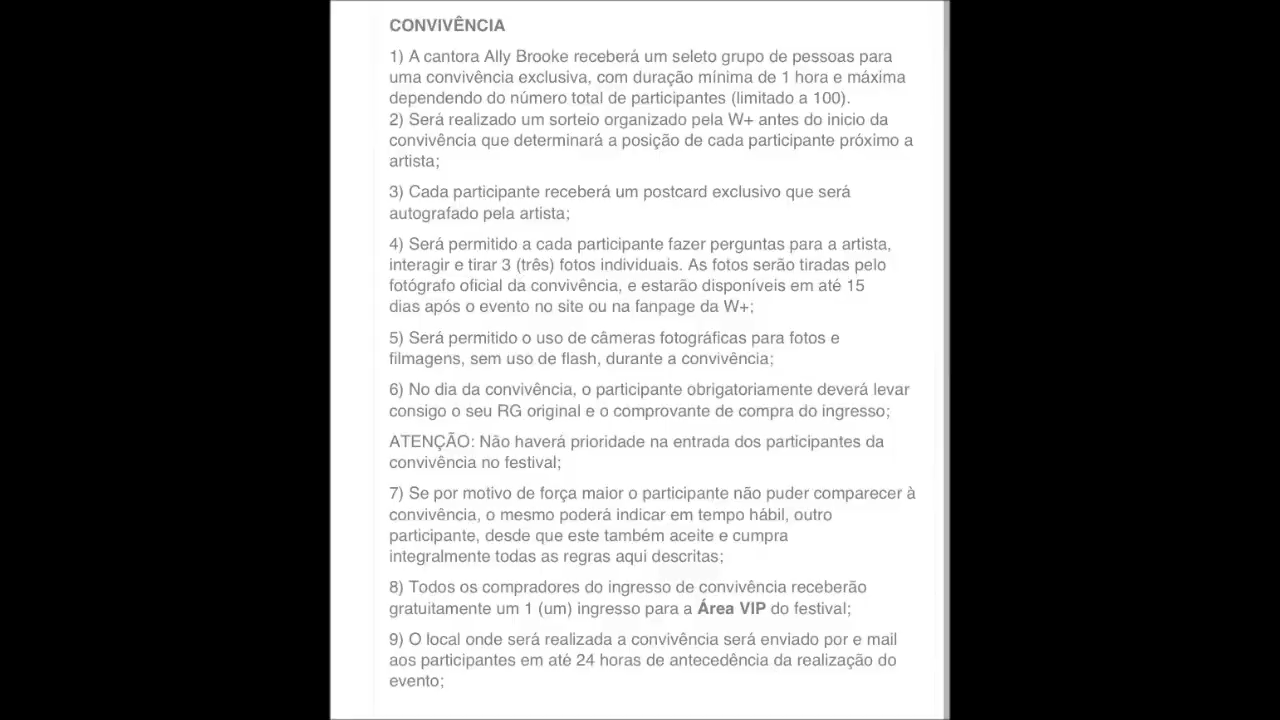 CONVIVÊNCIA
1) A cantora Ally Brooke receberá um seleto grupo de pessoas para
uma convivência exclusiva, com duração mínima de 1 hora e máxima
dependendo do número total de participantes (limitado a 100).
2) Será realizado um sorteio organizado pela W+ antes do inicio da
convivência que determinará a posição de cada participante próximo a
artista;
3) Cada participante receberá um postcard exclusivo que será
autografado pela artista;
4) Será permitido a cada participante fazer perguntas para a artista,
interagir e tirar 3 (três) fotos individuais. As fotos serão tiradas pelo
fotógrafo oficial da convivência, e estarão disponíveis em até 15
dias após o evento no site ou na fanpage da W+;
5) Será permitido o uso de câmeras fotográficas para fotos e
filmagens, sem uso de flash, durante a convivência;
6) No dia da convivência, o participante obrigatoriamente deverá levar
consigo o seu RG original e o comprovante de compra do ingresso;
ATENÇÃO: Não haverá prioridade na entrada dos participantes da
convivência no festival;
7) Se por motivo de força maior o participante não puder comparecer à
convivência, o mesmo poderá indicar em tempo hábil, outro
participante, desde que este também aceite e cumpra
integralmente todas as regras aqui descritas;
8) Todos os compradores do ingresso de convivência receberão
gratuitamente um 1 (um) ingresso para a Área VIP do festival;
9) O local onde será realizada a convivência será enviado por e mail
aos participantes em até 24 horas de antecedência da realização do
evento;